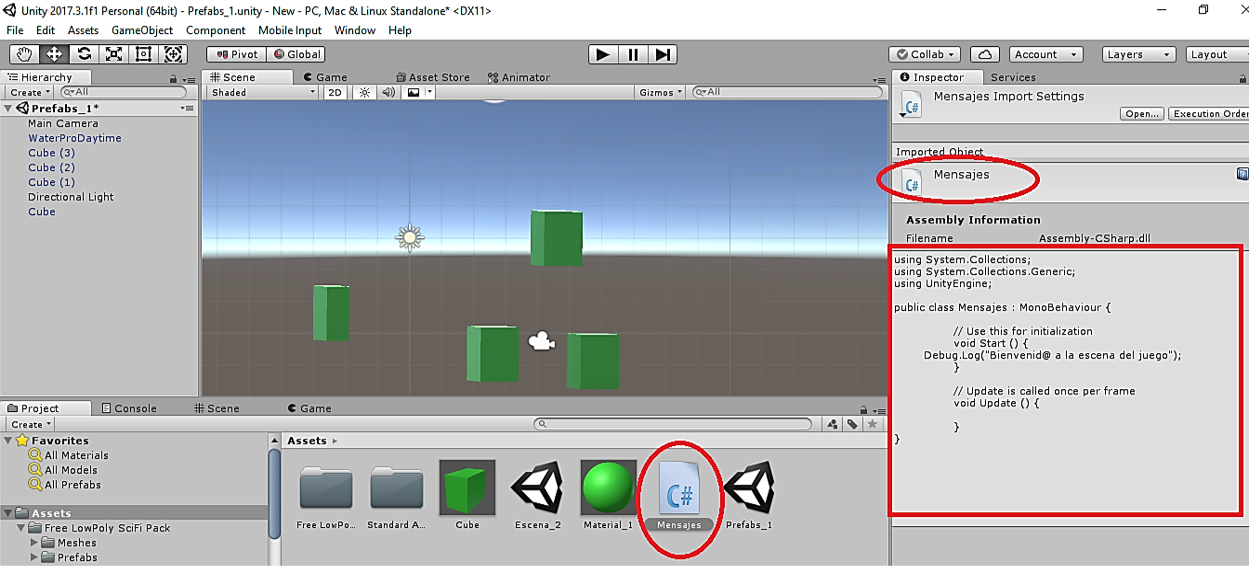 Unity 2017.3.1f1 Personal (64bit) - Prefabs_1.unity - New - PC, Mac & Linux Standalone* <DX11>
File Edit Assets GameObject Component Mobile Input Window Help
Pivot Global Collab Account Layers Layout
Hierarchy
Create All
Prefabs_1*
Main Camera
WaterProDaytime
Cube (3)
Cube (2)
Cube (1)
Directional Light
Cube
Scene Game Asset Store Animator
Shaded 2D Gizmos All
Inspector Services
Mensajes Import Settings
Open... Execution Order
Imported Object
C#
Mensajes
Assembly Information
Filename Assembly-CSharp.dll
using System.Collections;
using System.Collections.Generic;
using UnityEngine;
public class Mensajes : MonoBehaviour {
// Use this for initialization
void Start () {
Debug.Log("Bienvenid@ a la escena del juego");
}
// Update is called once per frame
void Update () {
}
}
Project Console Scene Game
Create
Favorites
All Materials
All Models
All Prefabs
Assets
Free LowPoly SciFi Pack
Meshes
Prefabs
Assets
C#
Free LowPo... Standard A... Cube Escena_2 Material_1 Mensajes Prefabs_1